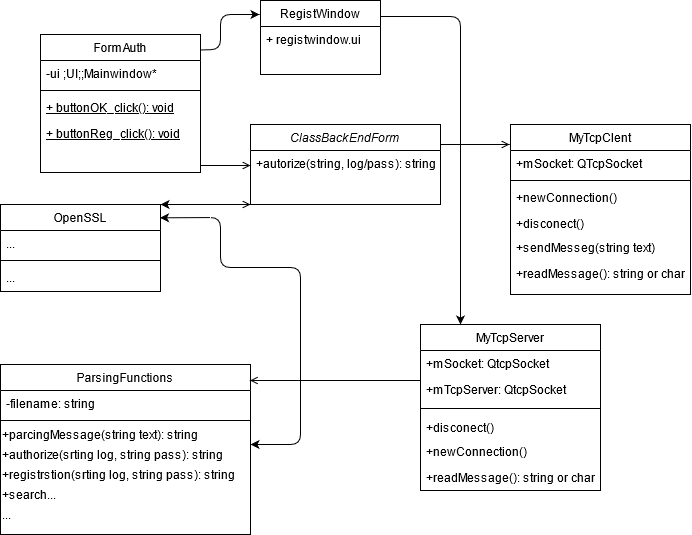 RegistWindow
+ registwindow.ui
FormAuth
-ui ;UI;;Mainwindow*
+ buttonOK_click(): void
+ buttonReg_click(): void
ClassBackEndForm
+autorize(string, log/pass): string
MyTcpClent
+mSocket: QTcpSocket
+newConnection()
+disconect()
+sendMesseg(string text)
+readMessage(): string or char
OpenSSL
...
...
MyTcpServer
+mSocket: QtcpSocket
+mTcpServer: QtcpSocket
+disconect()
+newConnection()
+readMessage(): string or char
ParsingFunctions
-filename: string
+parcingMessage(string text): string
+authorize(srting log, string pass): string
+registrstion(srting log, string pass): string
+search...
...